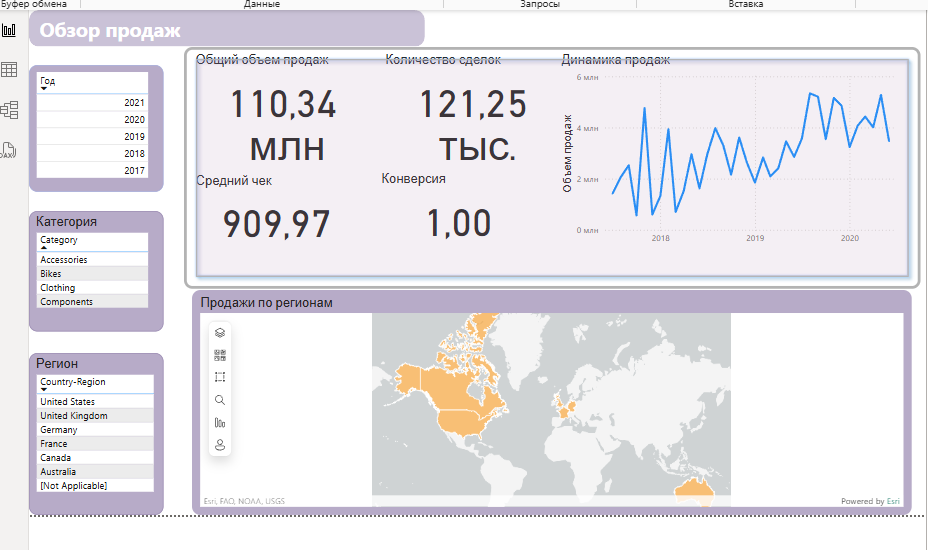 Буфер обмена
Данные
Запросы
Вставка
Обзор продаж
Год
2021
2020
2019
2018
2017
Категория
Category
Accessories
Bikes
Clothing
Components
Регион
Country-Region
United States
United Kingdom
Germany
France
Canada
Australia
[Not Applicable]
Общий объем продаж
110,34
млн
Количество сделок
121,25
тыс.
Средний чек
909,97
Конверсия
1,00
Динамика продаж
Объем продаж
6 млн
4 млн
2 млн
0 млн
2018
2019
2020
Продажи по регионам
Esri, FAO, NOAA, USGS
Powered by Esri